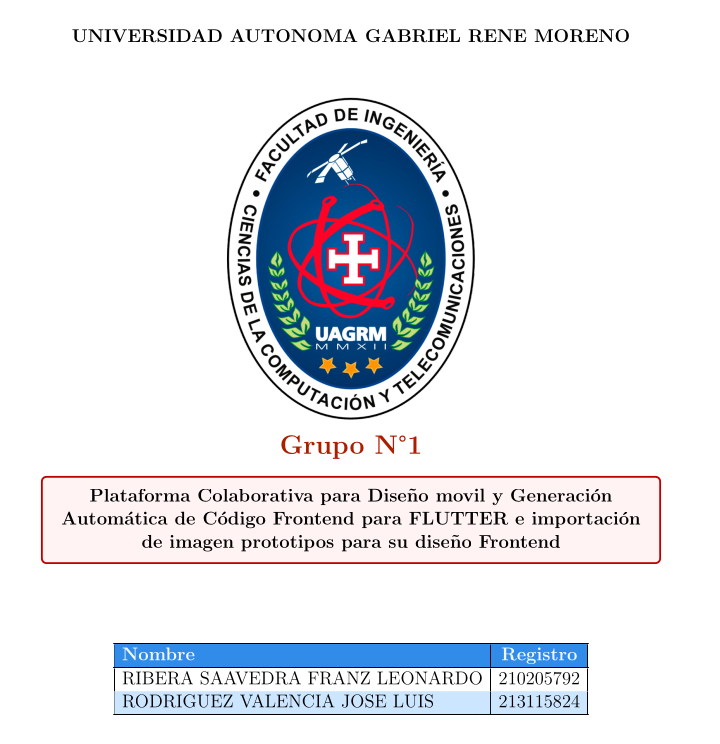 UNIVERSIDAD AUTONOMA GABRIEL RENE MORENO
• FACULTAD DE INGENIERÍA •
CIENCIAS DE LA COMPUTACIÓN Y TELECOMUNICACIONES
UAGRM
MMXII
Grupo N°1
Plataforma Colaborativa para Diseño movil y Generación
Automática de Código Frontend para FLUTTER e importación
de imagen prototipos para su diseño Frontend
Nombre Registro
RIBERA SAAVEDRA FRANZ LEONARDO 210205792
RODRIGUEZ VALENCIA JOSE LUIS 213115824